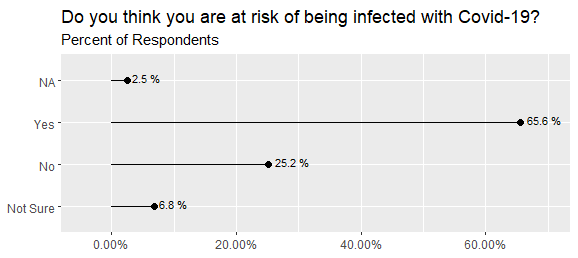 Do you think you are at risk of being infected with Covid-19?
Percent of Respondents
NA
2.5 %
Yes
65.6 %
No
25.2 %
Not Sure
6.8 %
0.00%
20.00%
40.00%
60.00%